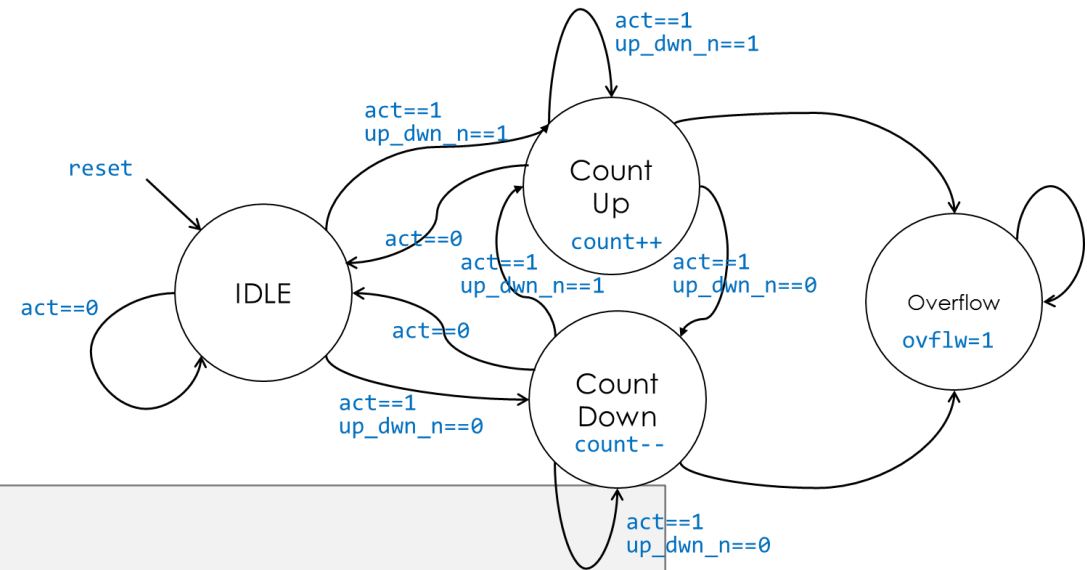 act==1
up_dwn_n==1
act==1
up_dwn_n==1
reset
Count
Up
count++
act==0
act==1
up_dwn_n==1
act==1
up_dwn_n==0
IDLE
act==0
act==0
Overflow
ovflw=1
Count
Down
count--
act==1
up_dwn_n==0
act==1
up_dwn_n==0